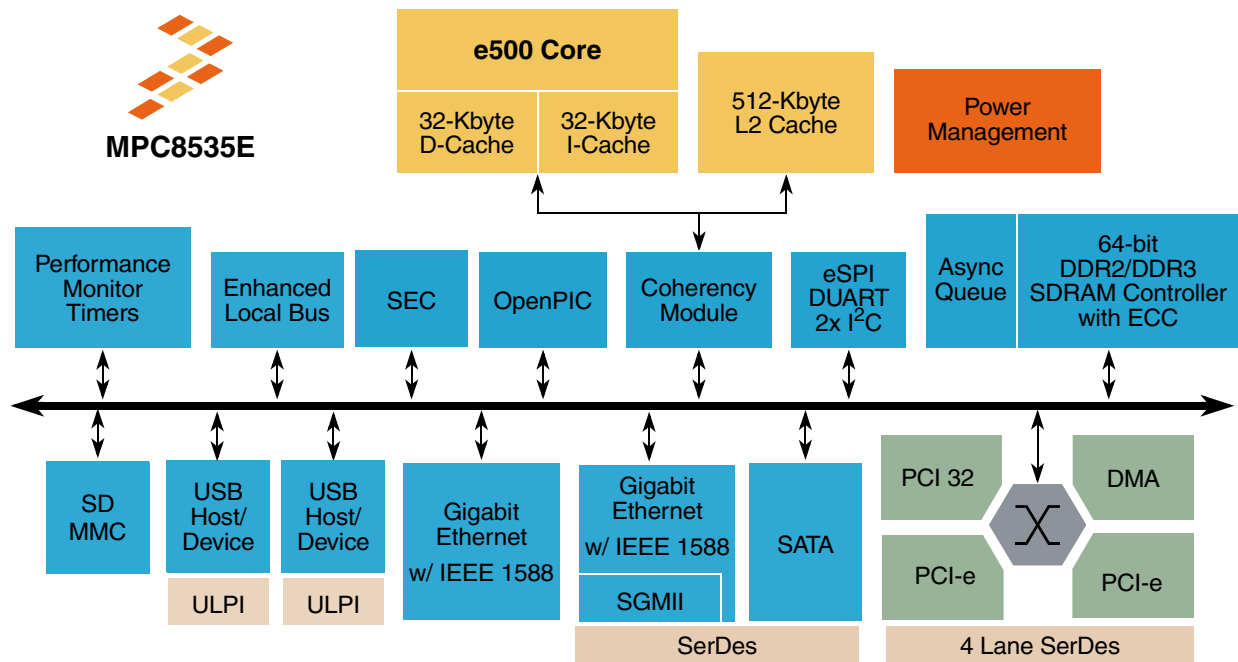 MPC8535E
e500 Core
32-Kbyte
D-Cache
32-Kbyte
I-Cache
512-Kbyte
L2 Cache
Power
Management
Performance
Monitor
Timers
Enhanced
Local Bus
SEC
OpenPIC
Coherency
Module
eSPI
DUART
2x I²C
Async
Queue
64-bit
DDR2/DDR3
SDRAM Controller
with ECC
SD
MMC
USB
Host/
Device
ULPI
USB
Host/
Device
ULPI
Gigabit
Ethernet
w/ IEEE 1588
Gigabit
Ethernet
w/ IEEE 1588
SGMII
SATA
SerDes
PCI 32
DMA
PCI-e
PCI-e
4 Lane SerDes